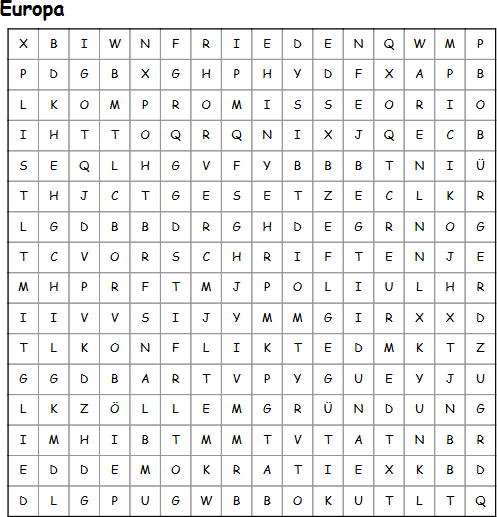 Europa
X B I W N F R I E D E N Q W M P
P D G B X G H P H Y D F X A P B
L K O M P R O M I S S E O R I O
I H T T O Q R Q N I X J Q E C B
S E Q L H G V F Y B B B T N I Ü
T H J C T G E S E T Z E C L K R
L G D B B D R G H D E G R N O G
T C V O R S C H R I F T E N J E
M H P R F T M J P O L I U L H R
I I V V S I J Y M M G I R X X D
T L K O N F L I K T E D M K T Z
G G D B A R T V P Y G U E Y J U
L K Z Ö L L E M G R Ü N D U N G
I M H I B T M M T V T A T N B R
E D D E M O K R A T I E X K B D
D L G P U G W B B O K U T L T Q